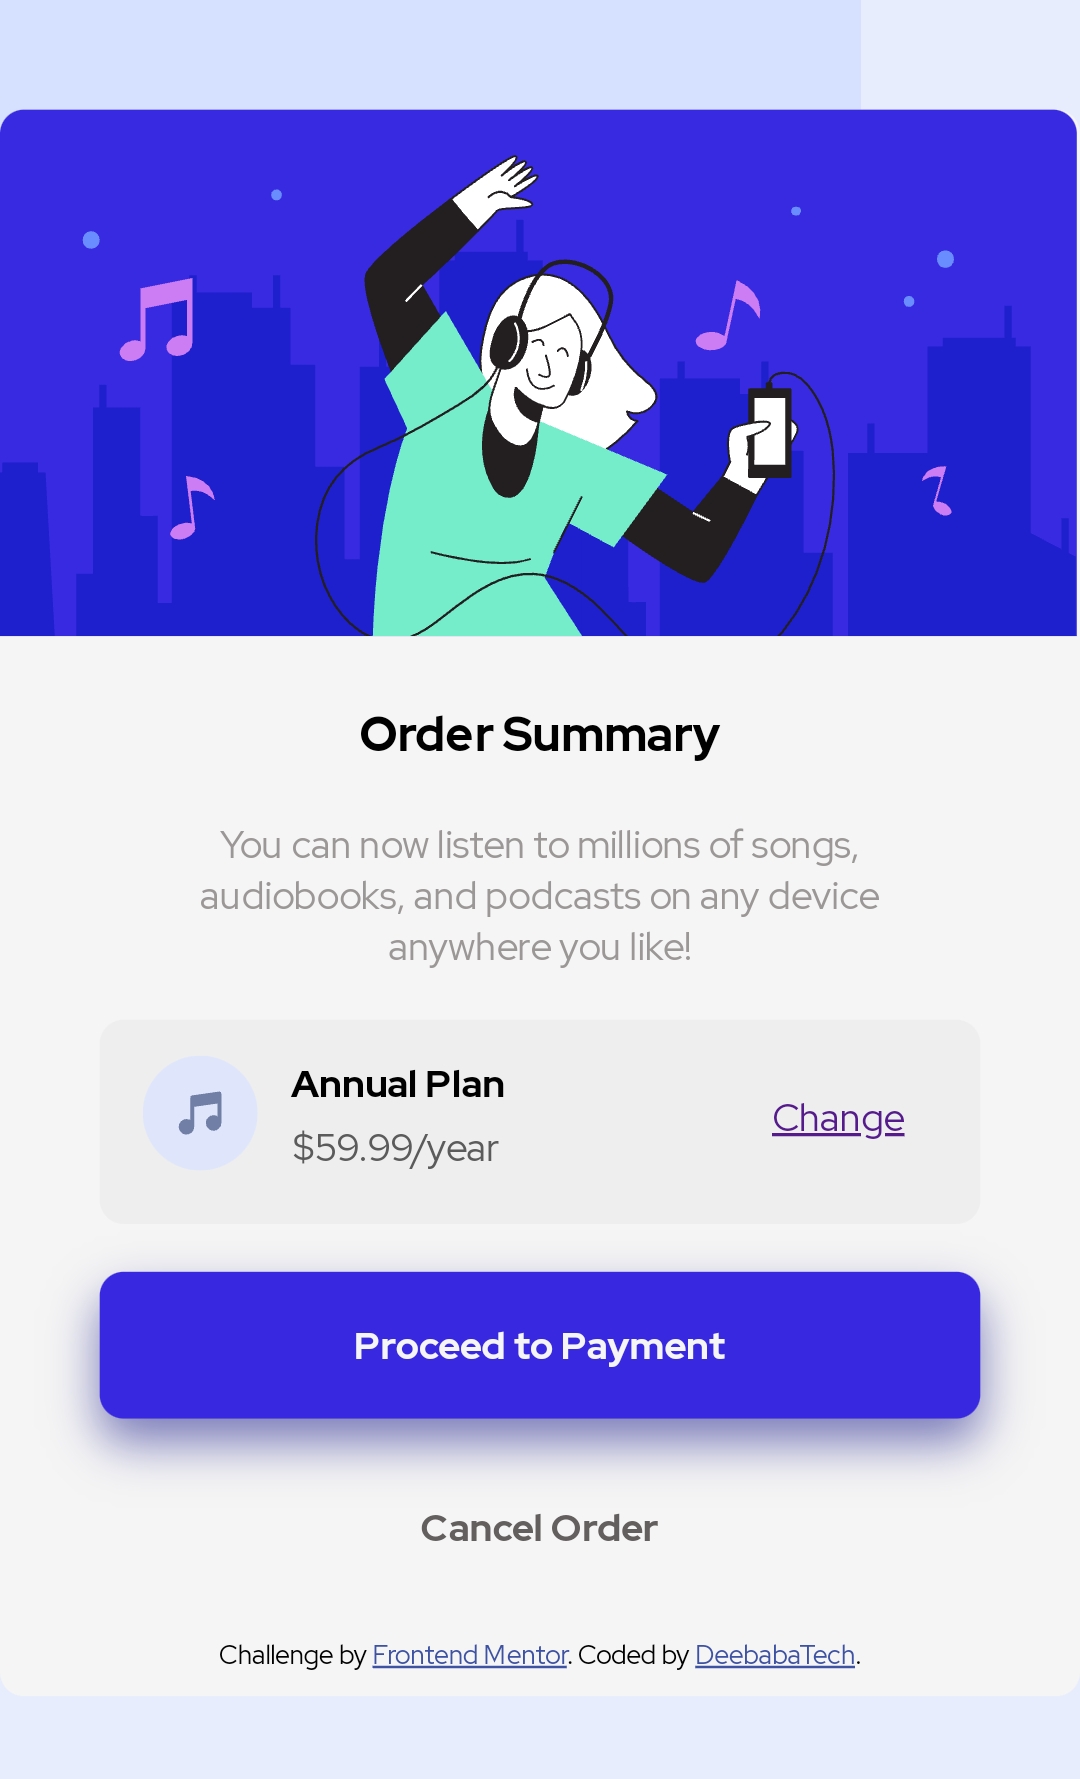 Order Summary
You can now listen to millions of songs,
audiobooks, and podcasts on any device
anywhere you like!
Annual Plan
$59.99/year
Change
Proceed to Payment
Cancel Order
Challenge by Frontend Mentor. Coded by DeebabaTech.